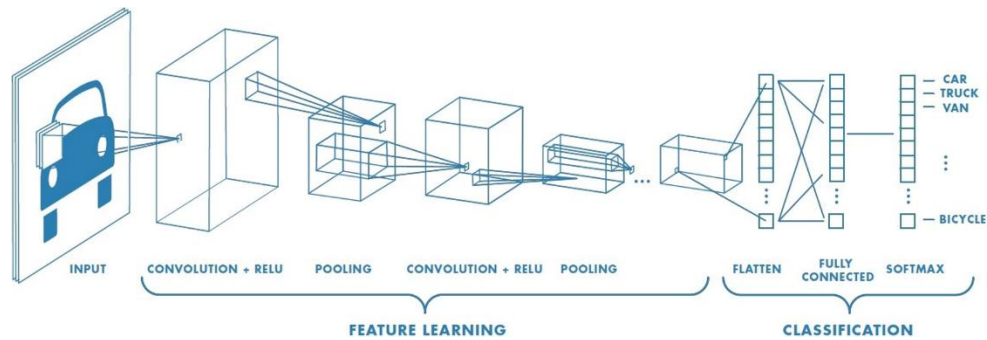 CAR
TRUCK
VAN
BICYCLE
INPUT
CONVOLUTION + RELU
POOLING
CONVOLUTION + RELU
POOLING
FLATTEN
FULLY
CONNECTED
SOFTMAX
FEATURE LEARNING
CLASSIFICATION